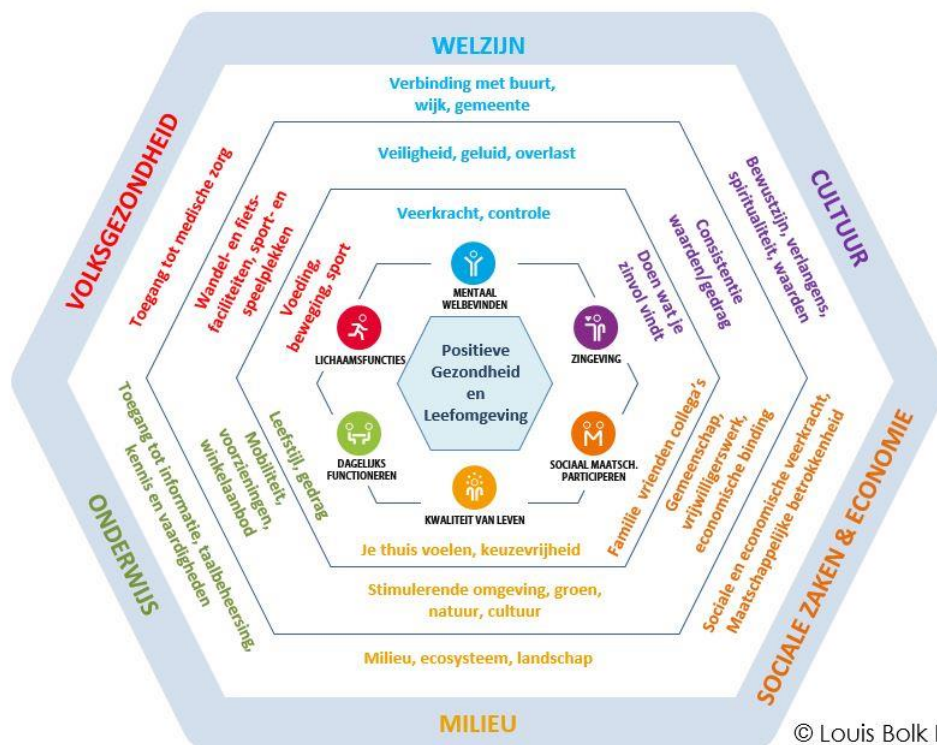 WELZIJN
Verbinding met buurt,
wijk, gemeente
Veiligheid, geluid, overlast
Veerkracht, controle
MENTAAL
WELBEVINDEN
CULTUUR
Bewustzijn, verlangens,
spiritualiteit, waarden
Consistentie
waarden/gedrag
Doen wat je
zinvol vindt
ZINGEVING
SOCIALE ZAKEN & ECONOMIE
Sociale en economische veerkracht,
Maatschappelijke betrokkenheid
Gemeenschap,
vrijwilligerswerk,
economische binding
Familie vrienden collega's
SOCIAAL MAATSCH.
PARTICIPEREN
KWALITEIT VAN LEVEN
Je thuis voelen, keuzevrijheid
Stimulerende omgeving, groen,
natuur, cultuur
Milieu, ecosysteem, landschap
MILIEU
ONDERWIJS
Toegang tot informatie, taalbeheersing,
kennis en vaardigheden
Mobiliteit,
voorzieningen,
winkelaanbod
Leefstijl, gedrag
DAGELIJKS
FUNCTIONEREN
VOLKSGEZONDHEID
Toegang tot medische zorg
Wandel- en fiets-
faciliteiten, sport- en
speelplekken
Voeding,
beweging, sport
LICHAAMSFUNCTIES
Positieve
Gezondheid
en
Leefomgeving
© Louis Bolk